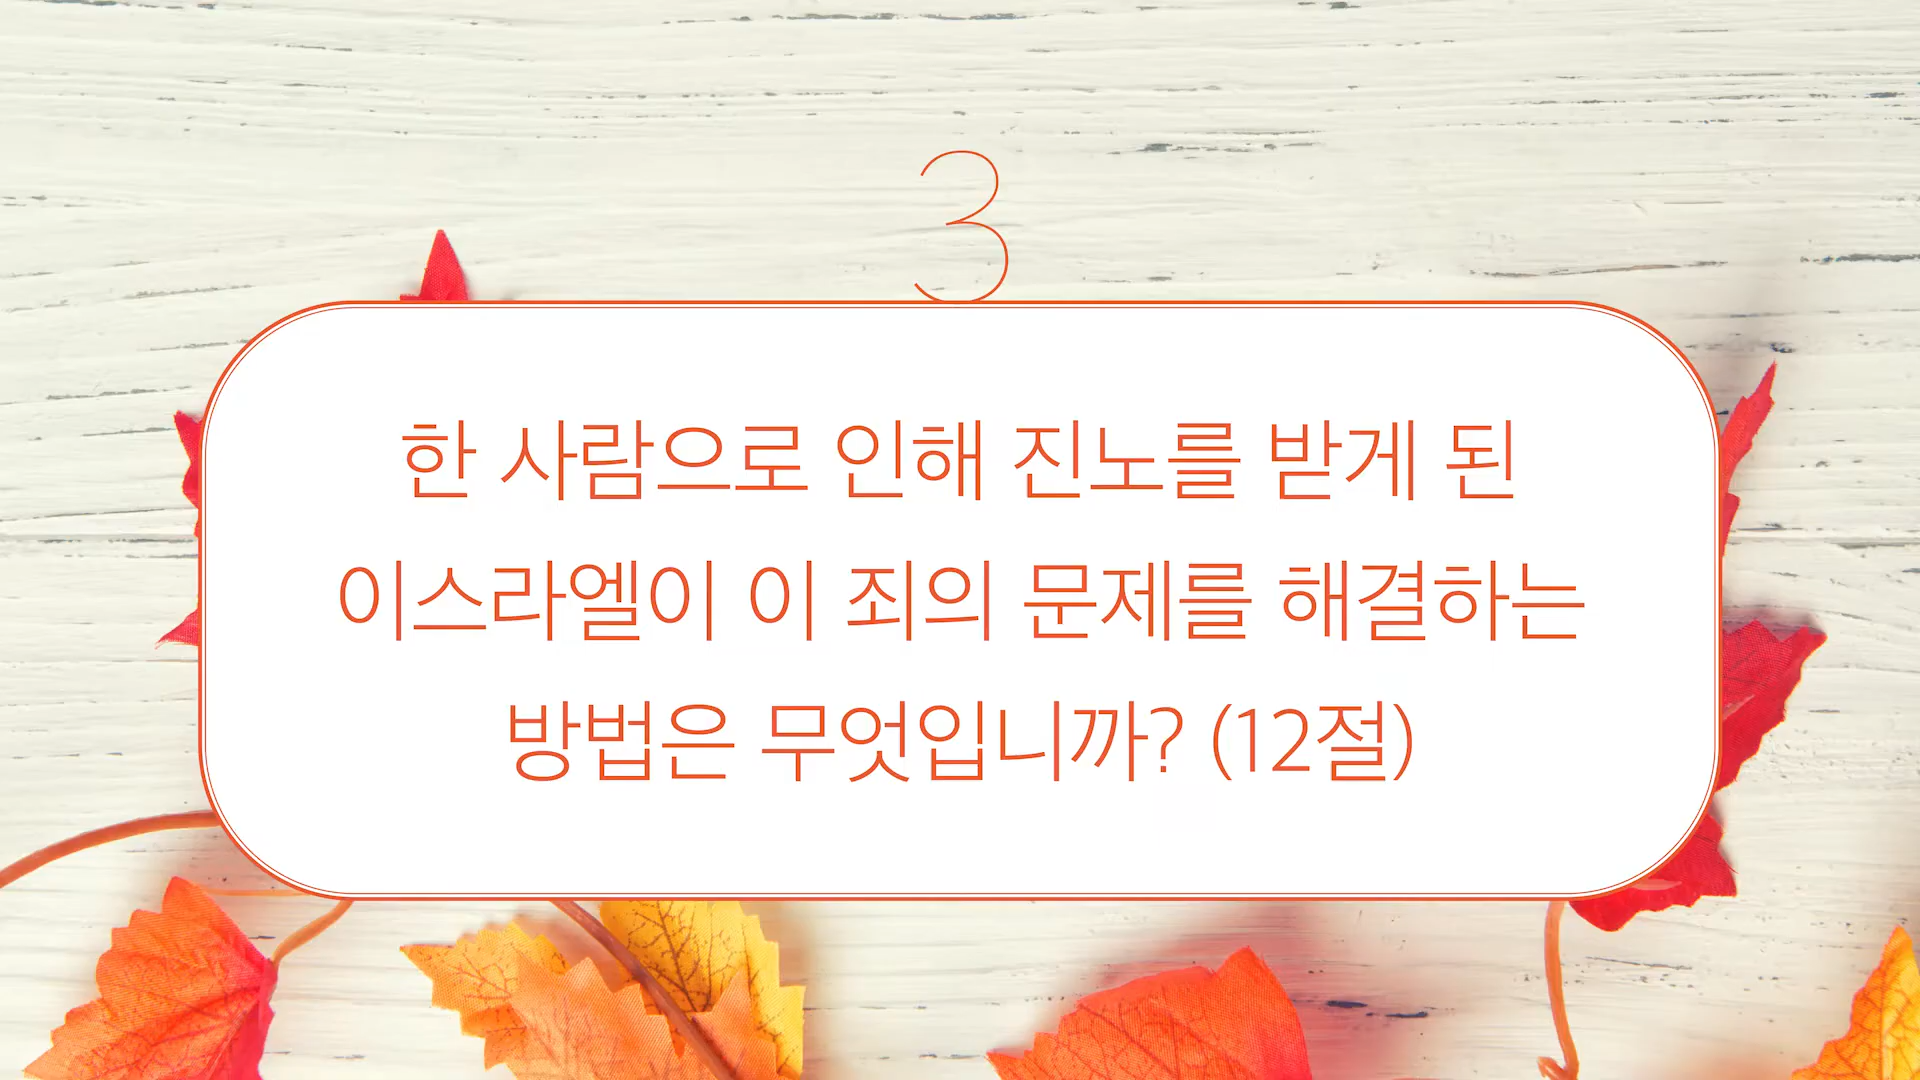 3
한 사람으로 인해 진노를 받게 된
이스라엘이 이 죄의 문제를 해결하는
방법은 무엇입니까? (12절)